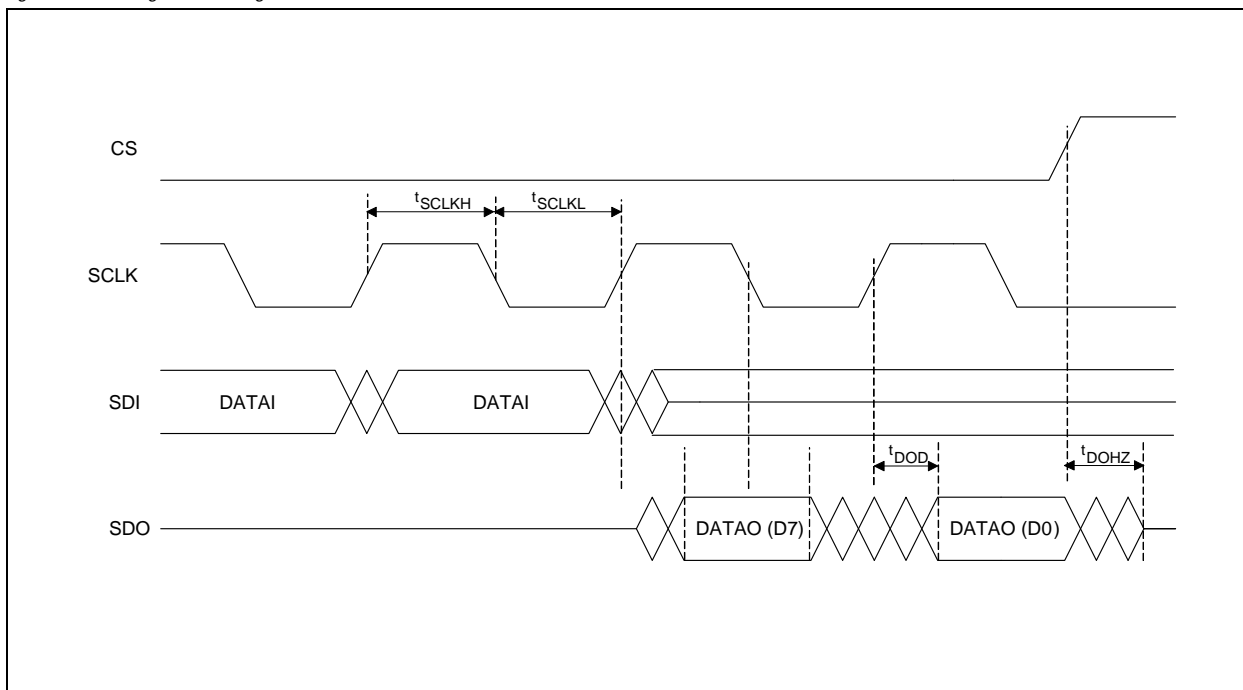 CS
tSCLKH
tSCLKL
SCLK
SDI
DATAI
DATAI
tDOD
tDOHZ
SDO
DATAO (D7)
DATAO (D0)